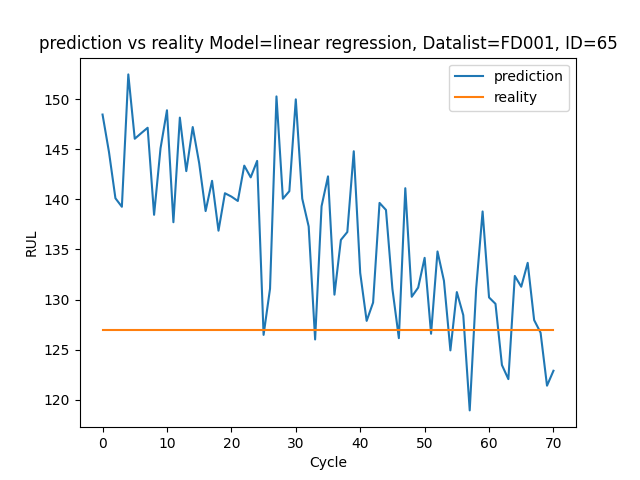 prediction vs reality Model=linear regression, Datalist=FD001, ID=65
prediction
reality
RUL
150
145
140
135
130
125
120
0 10 20 30 40 50 60 70
Cycle